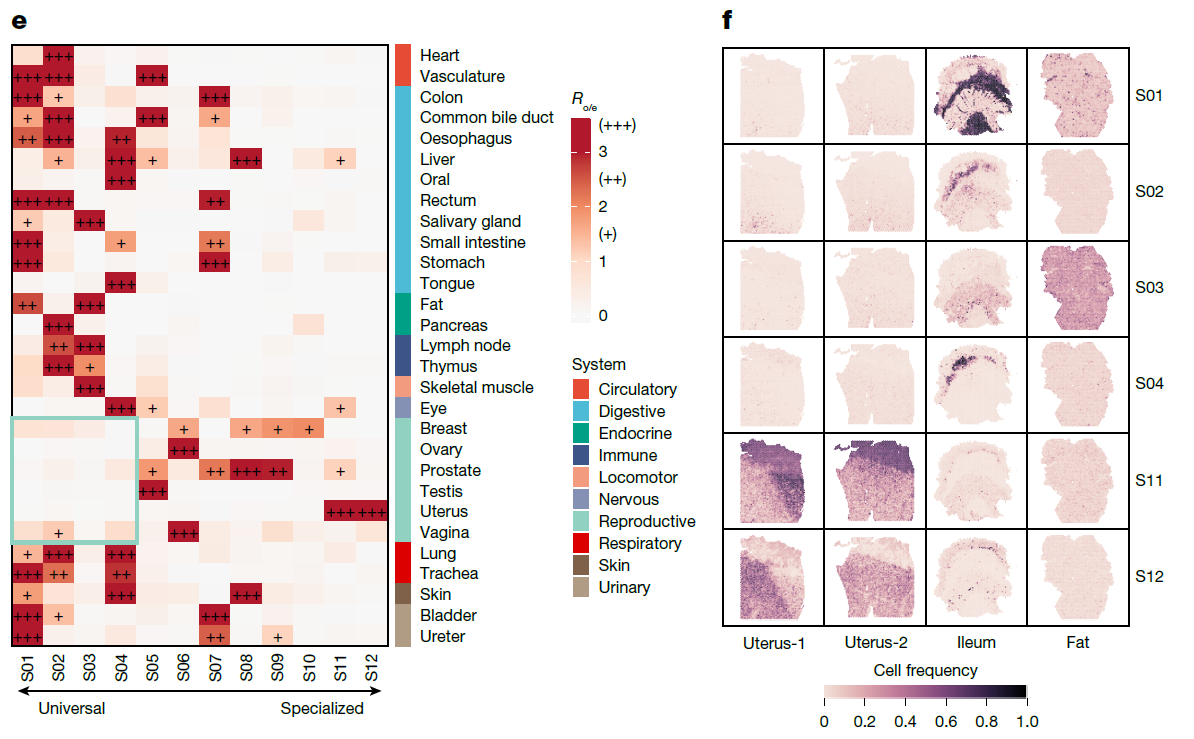 e
Heart +++
Vasculature +++ +++ +++
Colon +++ + +++
Common bile duct + +++ +++ +
Oesophagus ++ +++ ++
Liver + +++ + +++ +
Oral +++
Rectum +++ +++ ++
Salivary gland + +++
Small intestine +++ + ++
Stomach +++ +++
Tongue +++
Fat ++ +++
Pancreas +++
Lymph node ++ +++
Thymus +++ +
Skeletal muscle +++
Eye +++ + +
Breast + + + +
Ovary +++
Prostate + ++ +++ ++ +
Testis +++
Uterus +++ +++
Vagina + +++
Lung + +++ +++
Trachea +++ ++ ++
Skin + +++ +++
Bladder +++ + +++
Ureter +++ ++ +
S01 S02 S03 S04 S05 S06 S07 S08 S09 S10 S11 S12
Universal Specialized
Ro/e
(+++)
3
(++)
2
(+)
1
0
System
Circulatory
Digestive
Endocrine
Immune
Locomotor
Nervous
Reproductive
Respiratory
Skin
Urinary
f
S01
S02
S03
S04
S11
S12
Uterus-1 Uterus-2 Ileum Fat
Cell frequency
0 0.2 0.4 0.6 0.8 1.0